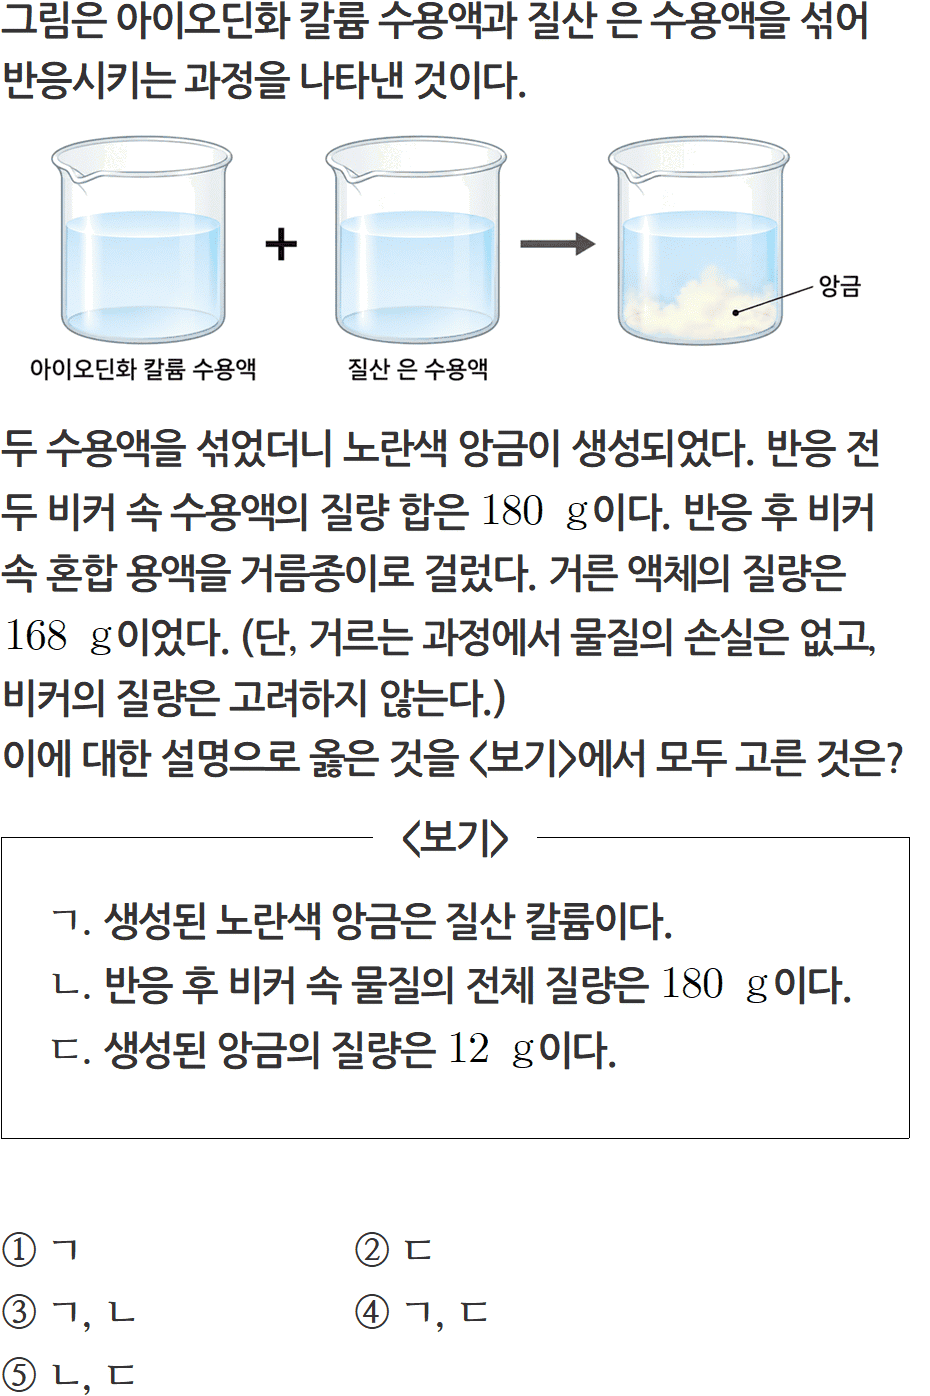 그림은 아이오딘화 칼륨 수용액과 질산 은 수용액을 섞어
반응시키는 과정을 나타낸 것이다.
+
앙금
아이오딘화 칼륨 수용액
질산 은 수용액
두 수용액을 섞었더니 노란색 앙금이 생성되었다. 반응 전
두 비커 속 수용액의 질량 합은 180 g이다. 반응 후 비커
속 혼합 용액을 거름종이로 걸렀다. 거른 액체의 질량은
168 g이었다. (단, 거르는 과정에서 물질의 손실은 없고,
비커의 질량은 고려하지 않는다.)
이에 대한 설명으로 옳은 것을 <보기>에서 모두 고른 것은?
<보기>
ㄱ. 생성된 노란색 앙금은 질산 칼륨이다.
ㄴ. 반응 후 비커 속 물질의 전체 질량은 180 g이다.
ㄷ. 생성된 앙금의 질량은 12 g이다.
① ㄱ ② ㄷ
③ ㄱ, ㄴ ④ ㄱ, ㄷ
⑤ ㄴ, ㄷ